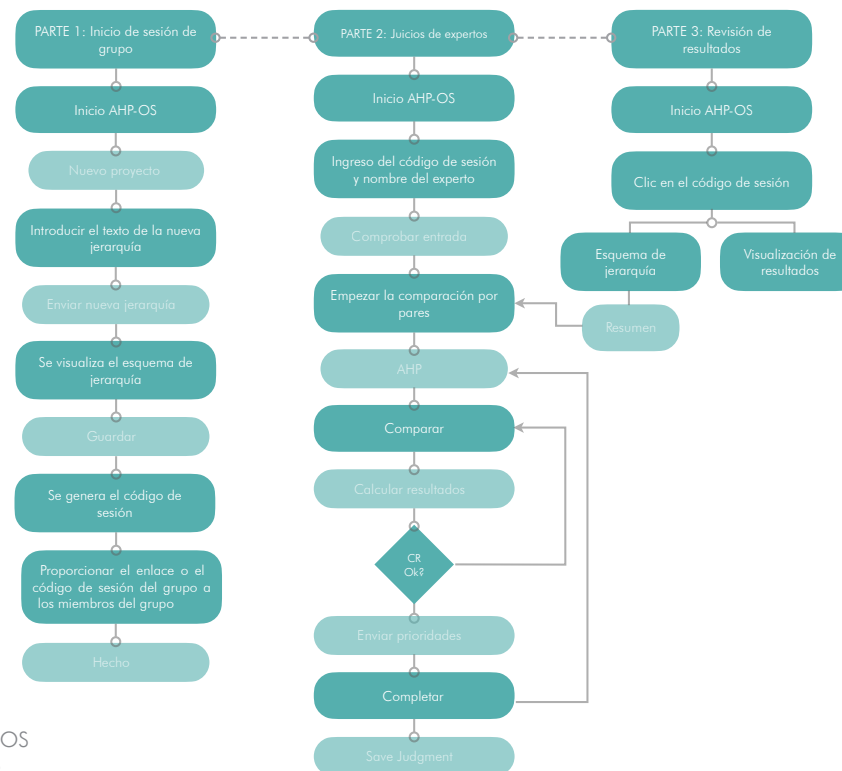 PARTE 1: Inicio de sesión de
grupo
Inicio AHP-OS
Nuevo proyecto
Introducir el texto de la nueva
jerarquía
Enviar nueva jerarquía
Se visualiza el esquema de
jerarquía
Guardar
Se genera el código de
sesión
Proporcionar el enlace o el
código de sesión del grupo a
los miembros del grupo
Hecho
PARTE 2: Juicios de expertos
Inicio AHP-OS
Ingreso del código de sesión
y nombre del experto
Comprobar entrada
Empezar la comparación por
pares
AHP
Comparar
Calcular resultados
CR
Ok?
Enviar prioridades
Completar
Save Judgment
PARTE 3: Revisión de
resultados
Inicio AHP-OS
Clic en el código de sesión
Esquema de
jerarquía
Resumen
Visualización de
resultados
OS